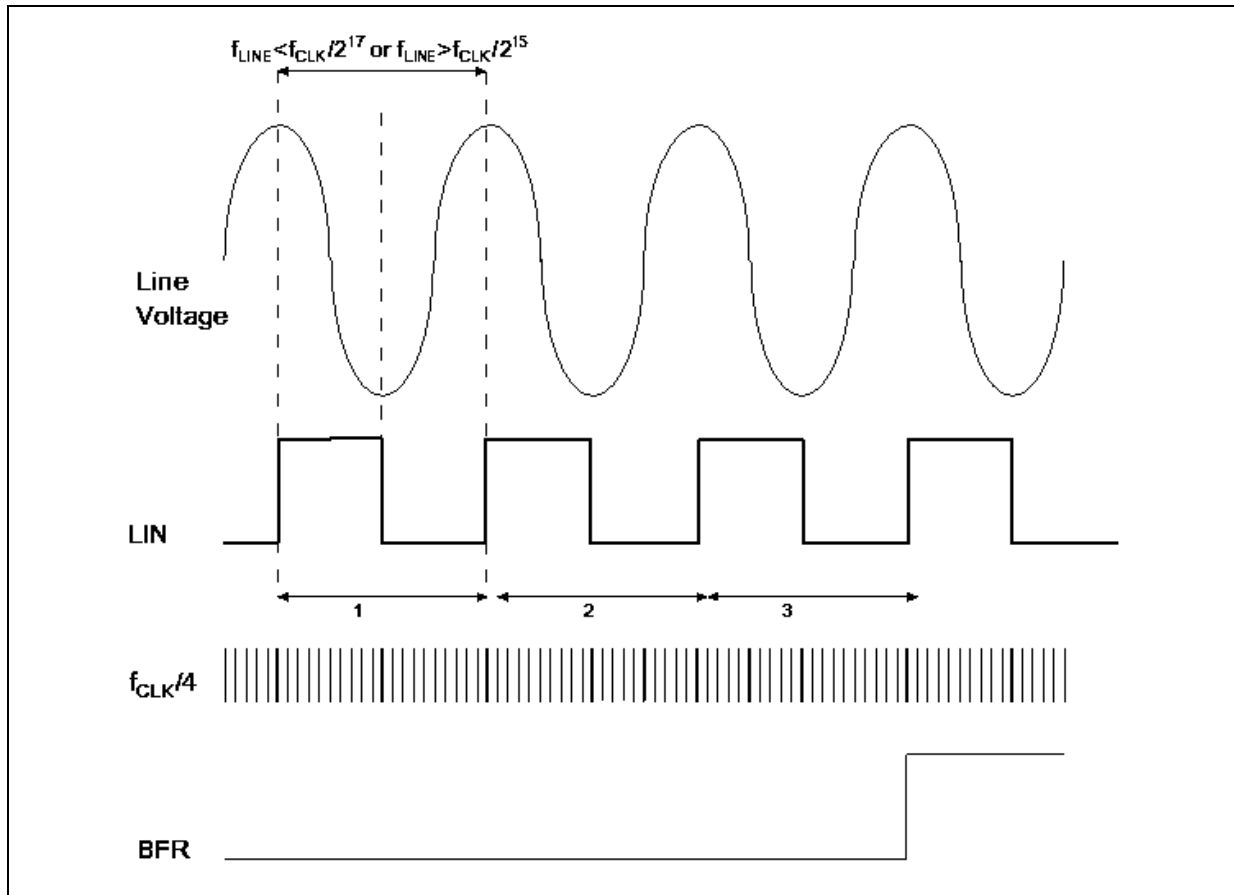 f_LINE<f_CLK/2^17 or f_LINE>f_CLK/2^15
Line
Voltage
LIN
1 2 3
f_CLK/4
BFR